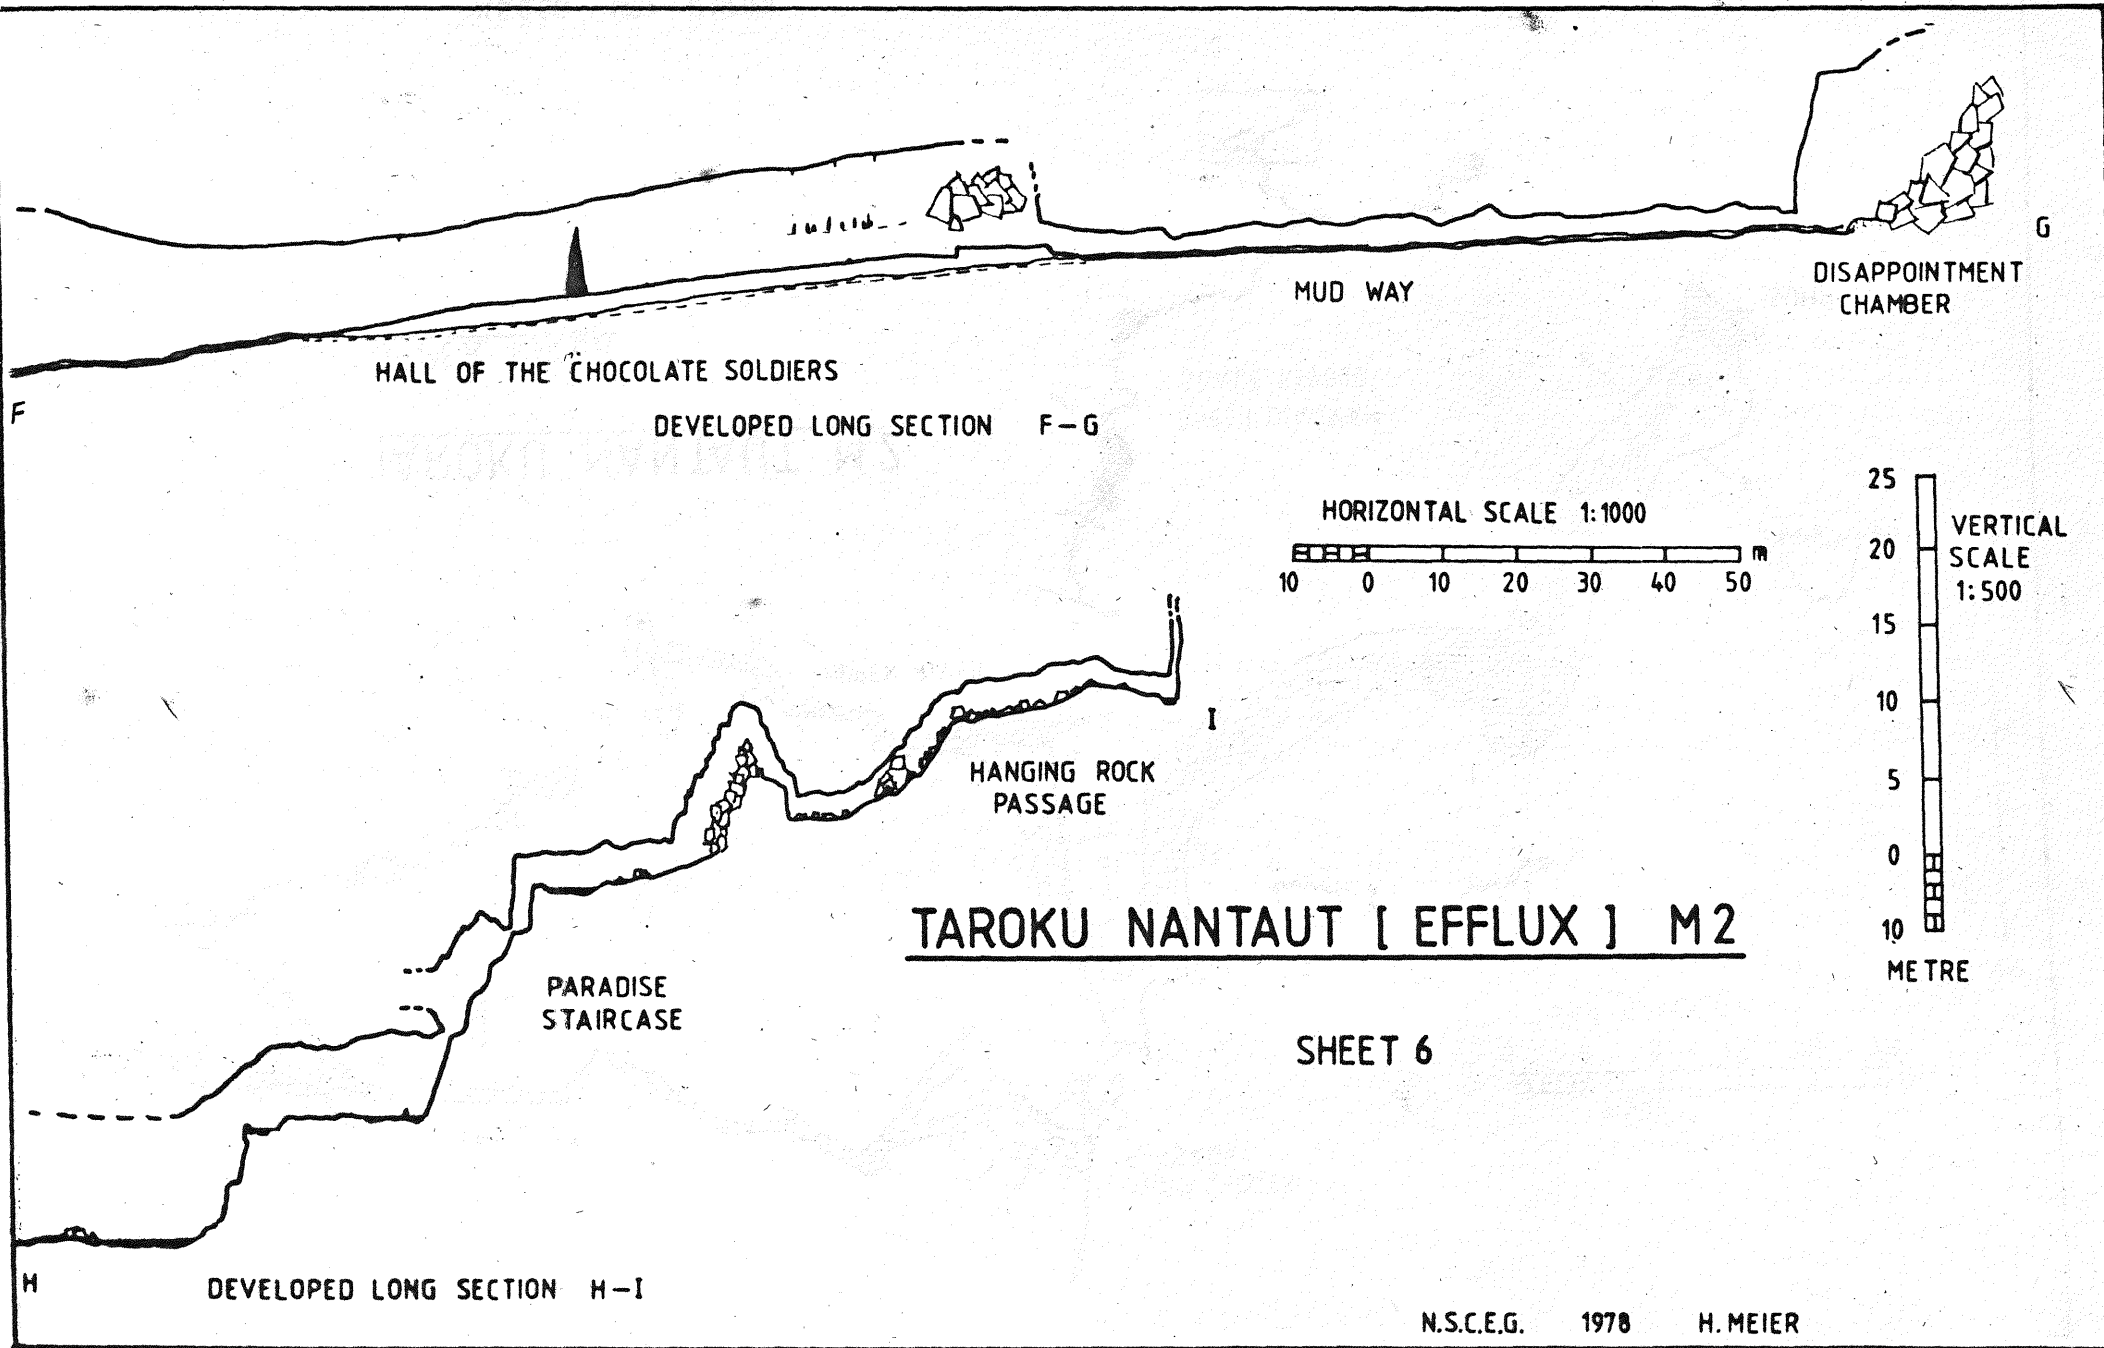 G
MUD WAY
DISAPPOINTMENT
CHAMBER
HALL OF THE CHOCOLATE SOLDIERS
F
DEVELOPED LONG SECTION F-G
HORIZONTAL SCALE 1:1000
m
10 0 10 20 30 40 50
25
20
15
10
5
0
10
METRE
VERTICAL
SCALE
1:500
I
HANGING ROCK
PASSAGE
TAROKU NANTAUT [ EFFLUX ] M2
PARADISE
STAIRCASE
SHEET 6
H
DEVELOPED LONG SECTION H-I
N.S.C.E.G. 1978 H. MEIER